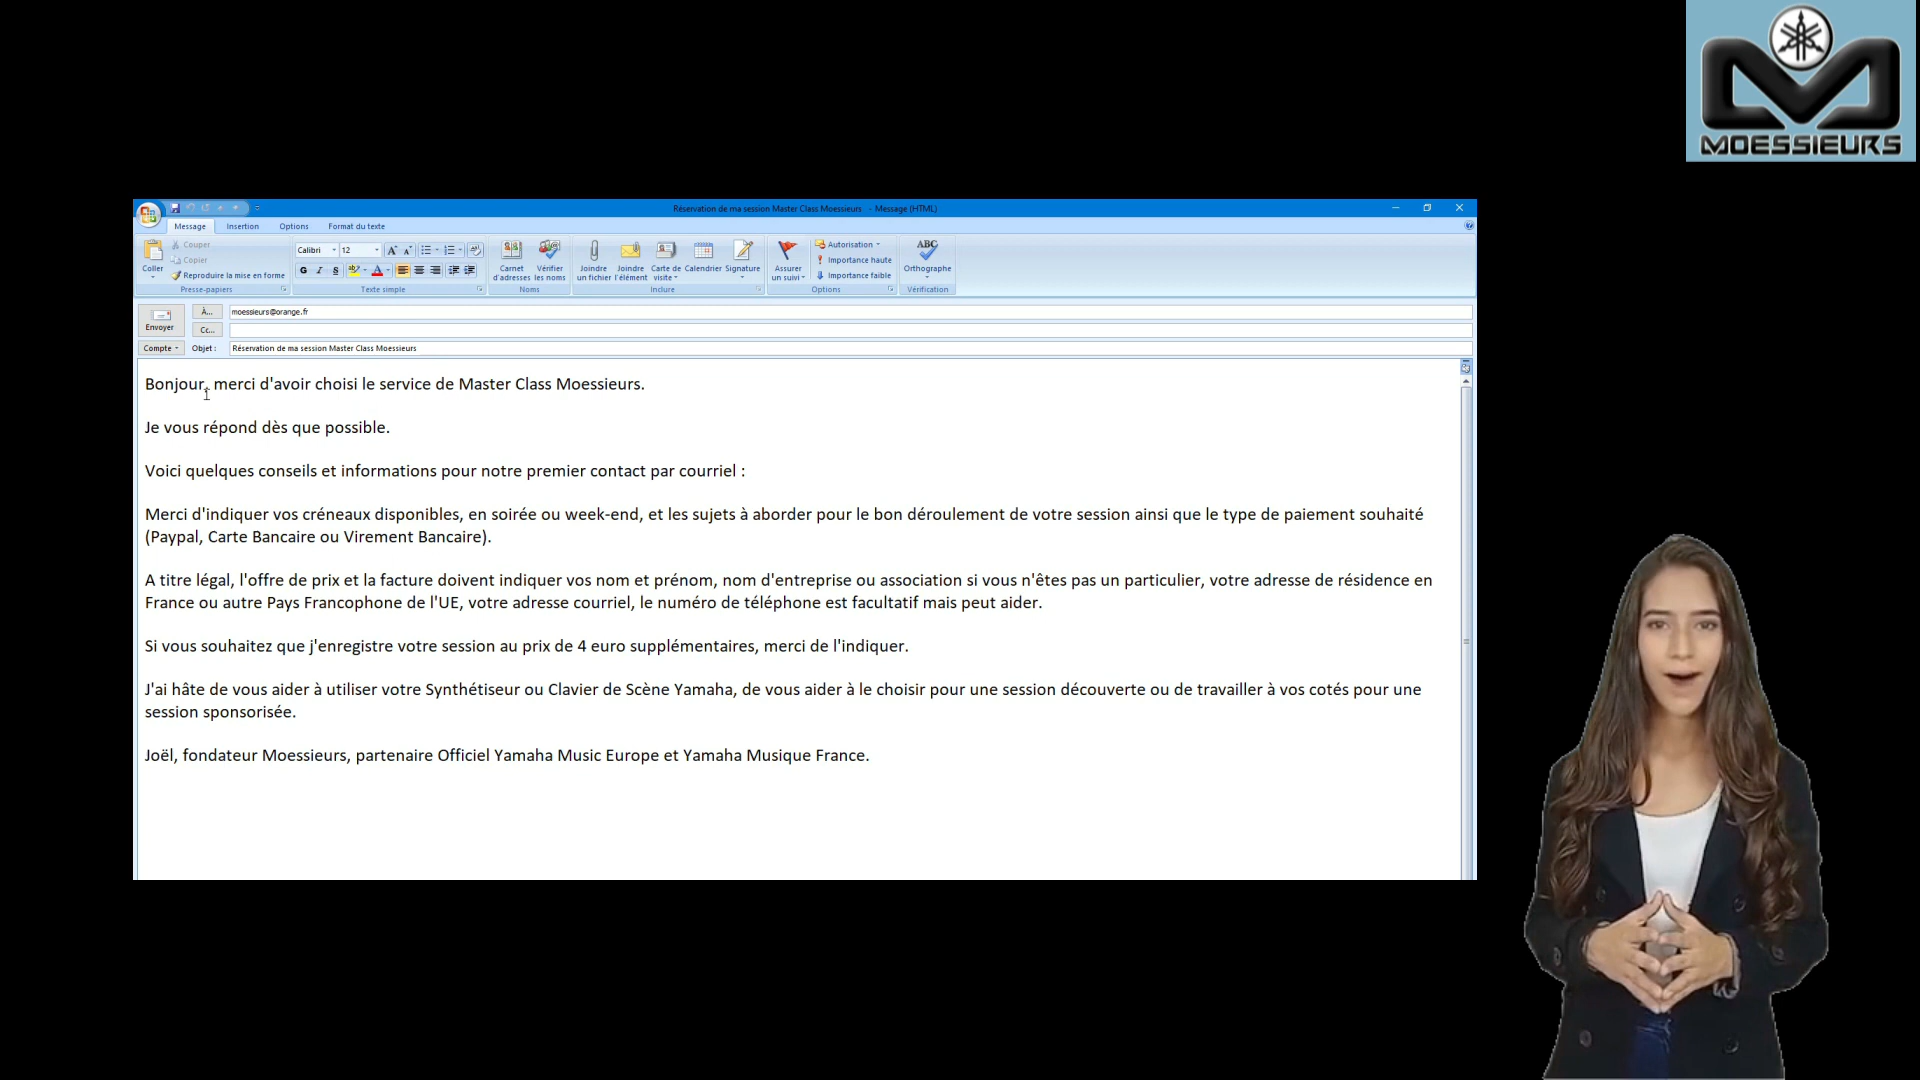 MOESSIEURS
Réservation de ma session Master Class Moessieurs - Message (HTML)
Message Insertion Options Format du texte
Coller
Couper
Copier
Reproduire la mise en forme
Presse-papiers
Calibri 12
G I S
Texte simple
Carnet d'adresses
Vérifier les noms
Noms
Joindre un fichier
Joindre l'élément
Carte de visite
Calendrier
Signature
Inclure
Assurer un suivi
Autorisation
Importance haute
Importance faible
Options
ABC
Orthographe
Vérification
Envoyer
À... moessieurs@orange.fr
Cc...
Compte Objet : Réservation de ma session Master Class Moessieurs
Bonjour, merci d'avoir choisi le service de Master Class Moessieurs.
Je vous répond dès que possible.
Voici quelques conseils et informations pour notre premier contact par courriel :
Merci d'indiquer vos créneaux disponibles, en soirée ou week-end, et les sujets à aborder pour le bon déroulement de votre session ainsi que le type de paiement souhaité
(Paypal, Carte Bancaire ou Virement Bancaire).
A titre légal, l'offre de prix et la facture doivent indiquer vos nom et prénom, nom d'entreprise ou association si vous n'êtes pas un particulier, votre adresse de résidence en
France ou autre Pays Francophone de l'UE, votre adresse courriel, le numéro de téléphone est facultatif mais peut aider.
Si vous souhaitez que j'enregistre votre session au prix de 4 euro supplémentaires, merci de l'indiquer.
J'ai hâte de vous aider à utiliser votre Synthétiseur ou Clavier de Scène Yamaha, de vous aider à le choisir pour une session découverte ou de travailler à vos cotés pour une
session sponsorisée.
Joël, fondateur Moessieurs, partenaire Officiel Yamaha Music Europe et Yamaha Musique France.